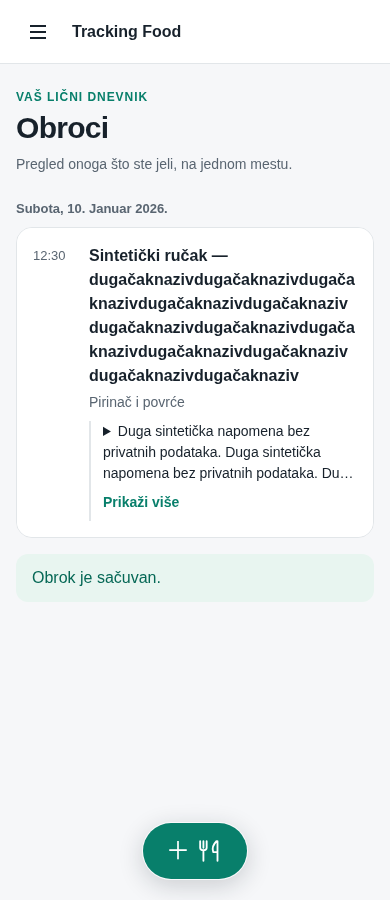 Tracking Food
VAŠ LIČNI DNEVNIK
Obroci
Pregled onoga što ste jeli, na jednom mestu.
Subota, 10. Januar 2026.
12:30
Sintetički ručak —
dugačaknazivdugačaknazivdugača
knazivdugačaknazivdugačaknaziv
dugačaknazivdugačaknazivdugača
knazivdugačaknazivdugačaknaziv
dugačaknazivdugačaknaziv
Pirinač i povrće
Duga sintetička napomena bez
privatnih podataka. Duga sintetička
napomena bez privatnih podataka. Du…
Prikaži više
Obrok je sačuvan.